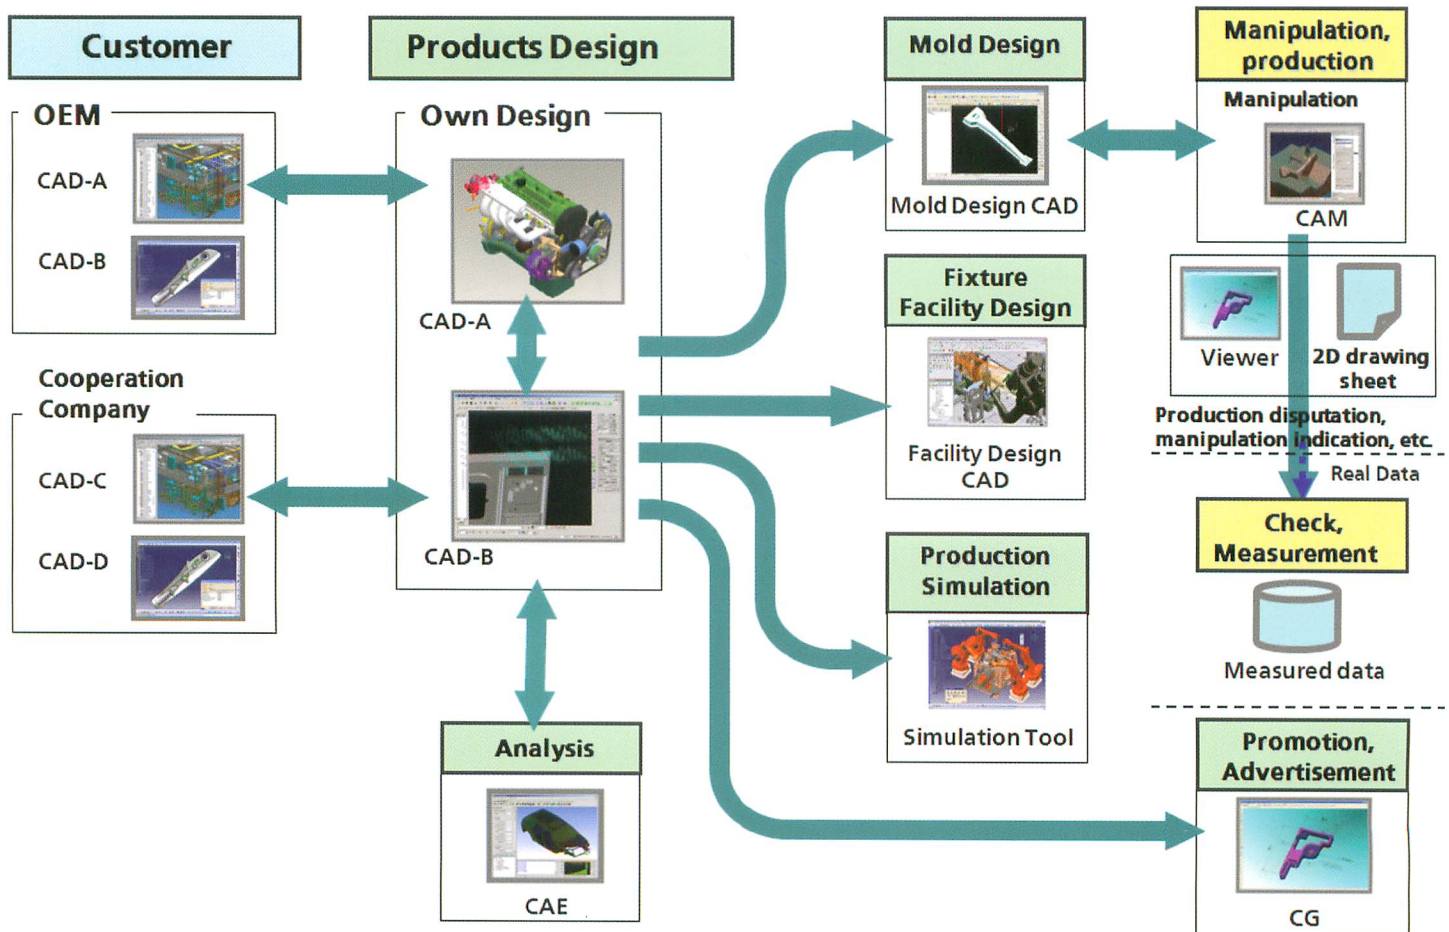 Customer
OEM
CAD-A
CAD-B
Cooperation
Company
CAD-C
CAD-D
Products Design
Own Design
CAD-A
CAD-B
Analysis
CAE
Mold Design
Mold Design CAD
Fixture
Facility Design
Facility Design
CAD
Production
Simulation
Simulation Tool
Manipulation,
production
Manipulation
CAM
Viewer
2D drawing
sheet
Production disputation,
manipulation indication, etc.
Real Data
Check,
Measurement
Measured data
Promotion,
Advertisement
CG